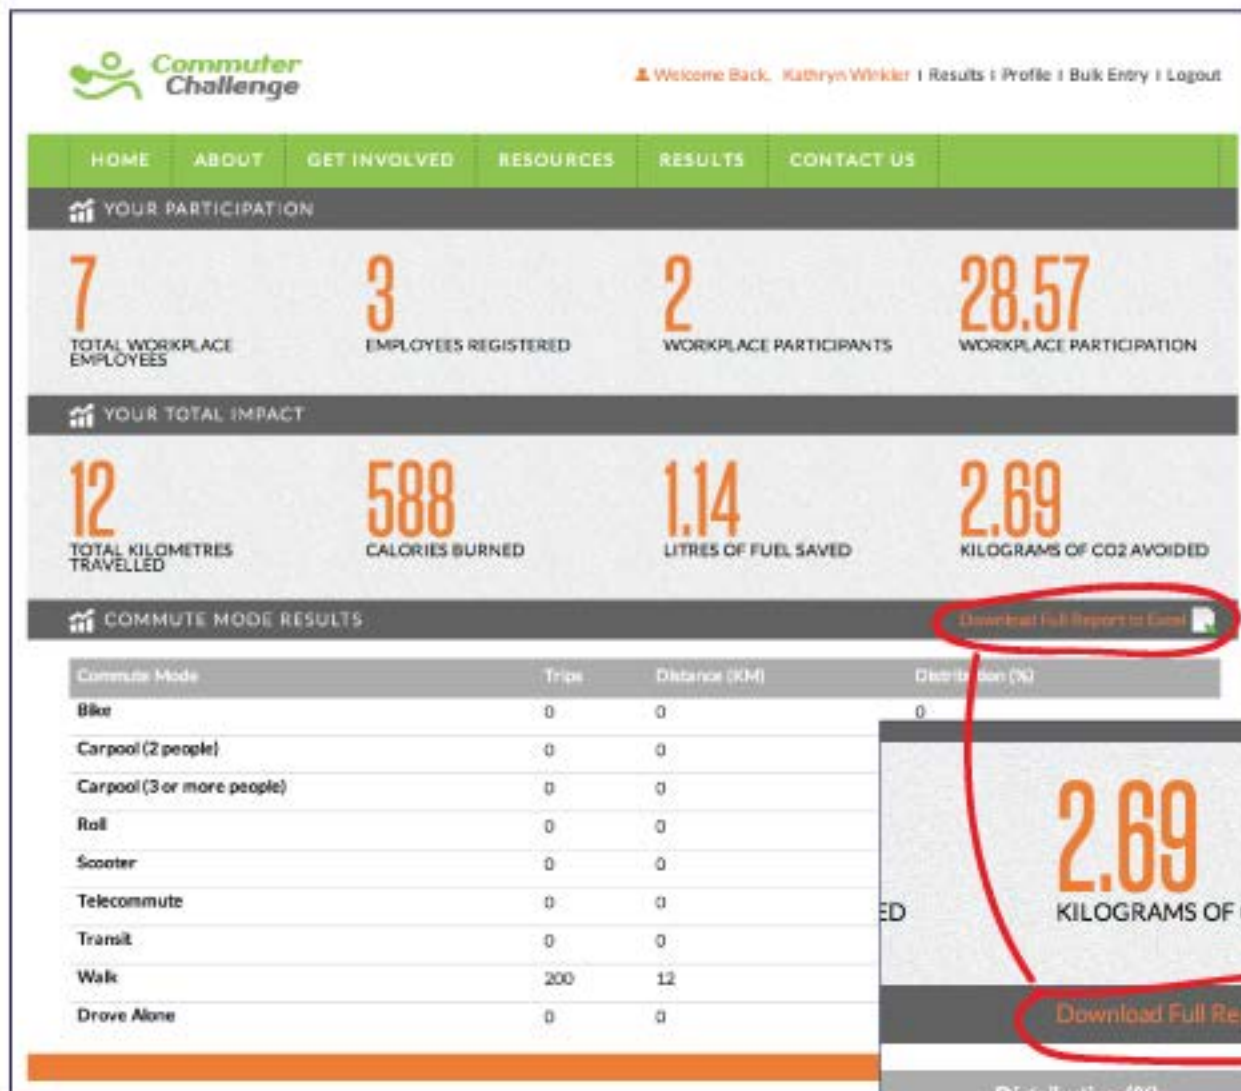 Commuter
Challenge
Welcome Back, Kathryn Winkler | Results | Profile | Bulk Entry | Logout
HOME ABOUT GET INVOLVED RESOURCES RESULTS CONTACT US
YOUR PARTICIPATION
7 3 2 28.57
TOTAL WORKPLACE EMPLOYEES REGISTERED WORKPLACE PARTICIPANTS WORKPLACE PARTICIPATION
EMPLOYEES
YOUR TOTAL IMPACT
12 588 1.14 2.69
TOTAL KILOMETRES CALORIES BURNED LITRES OF FUEL SAVED KILOGRAMS OF CO2 AVOIDED
TRAVELLED
COMMUTE MODE RESULTS Download Full Report to Excel
Commute Mode Trips Distance (KM) Distribution (%)
Bike 0 0 0
Carpool (2 people) 0 0
Carpool (3 or more people) 0 0
Roll 0 0
Scooter 0 0
Telecommute 0 0
Transit 0 0
Walk 200 12
Drove Alone 0 0
2.69
ED KILOGRAMS OF
Download Full Re